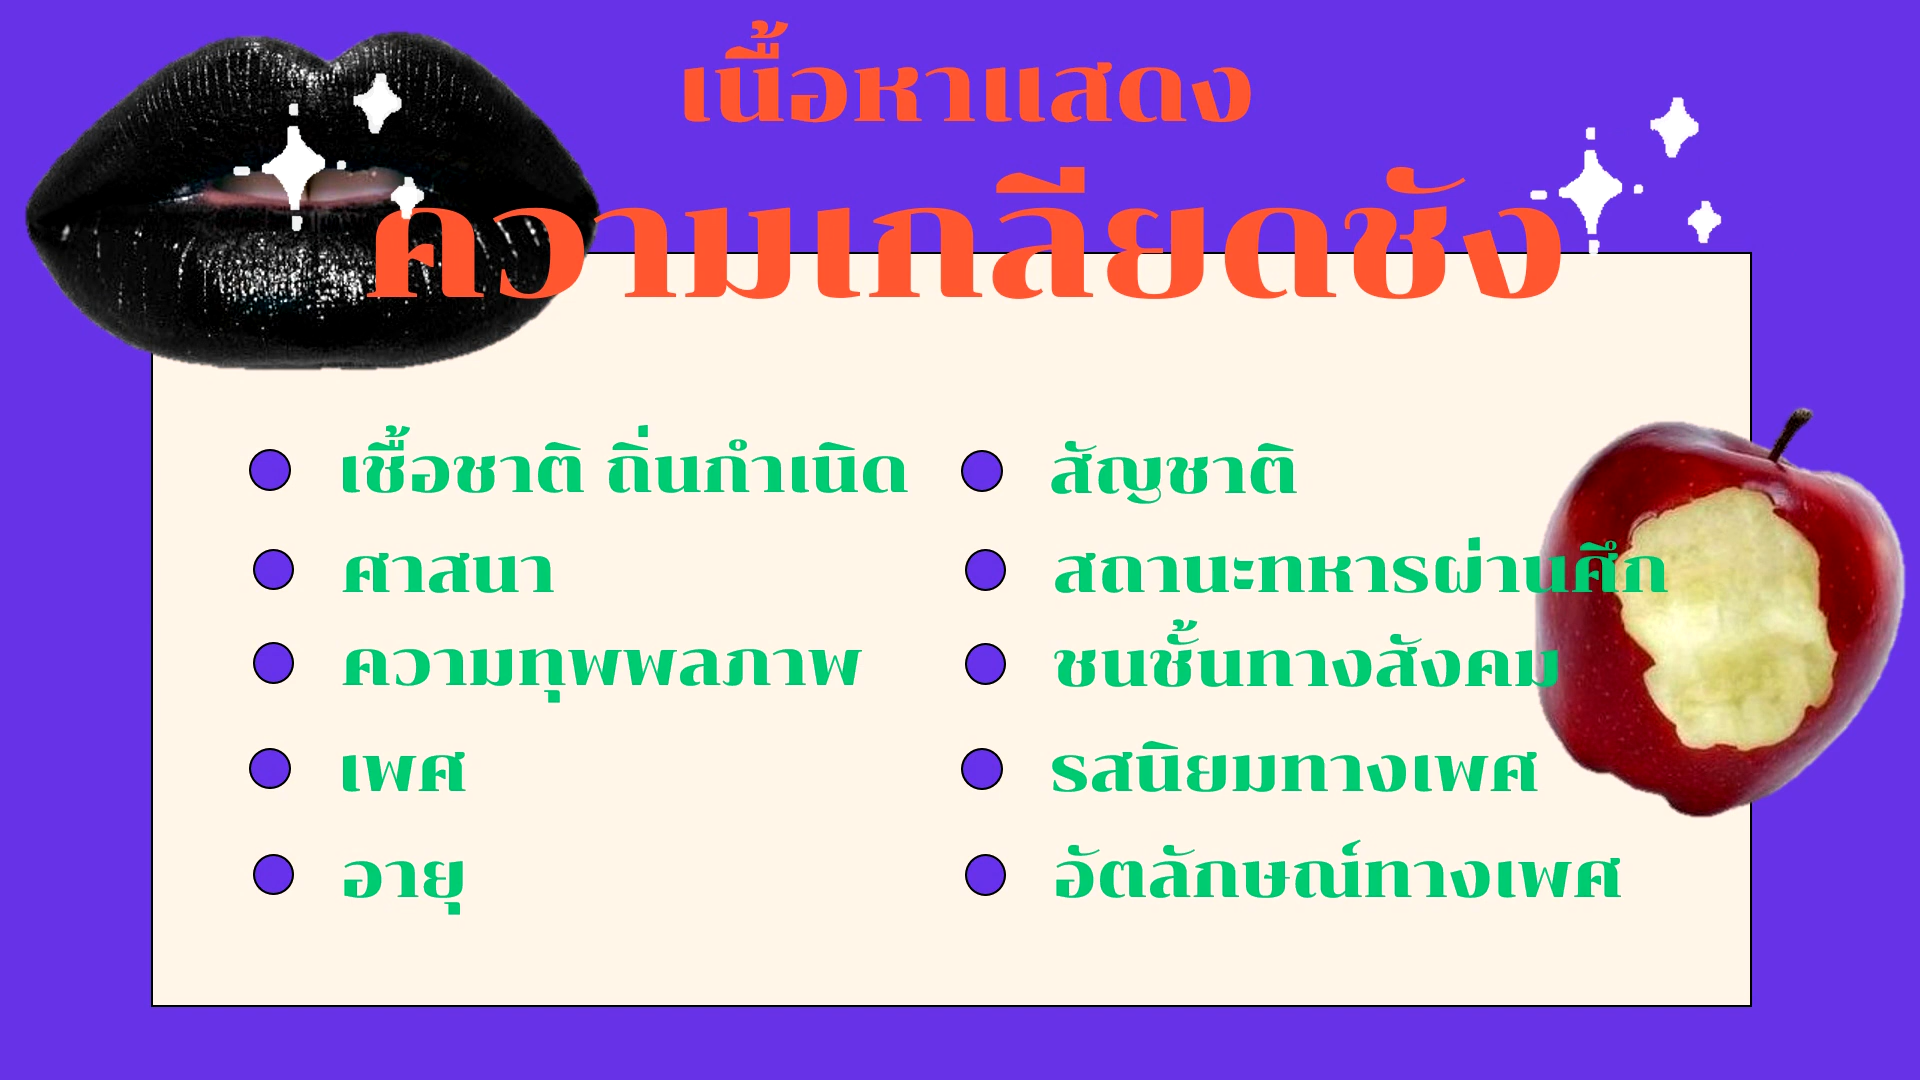 เนื้อหาแสดง
ความเกลียดชัง
เชื้อชาติ ถิ่นกำเนิด
ศาสนา
ความทุพพลภาพ
เพศ
อายุ
สัญชาติ
สถานะทหารผ่านศึก
ชนชั้นทางสังคม
รสนิยมทางเพศ
อัตลักษณ์ทางเพศ